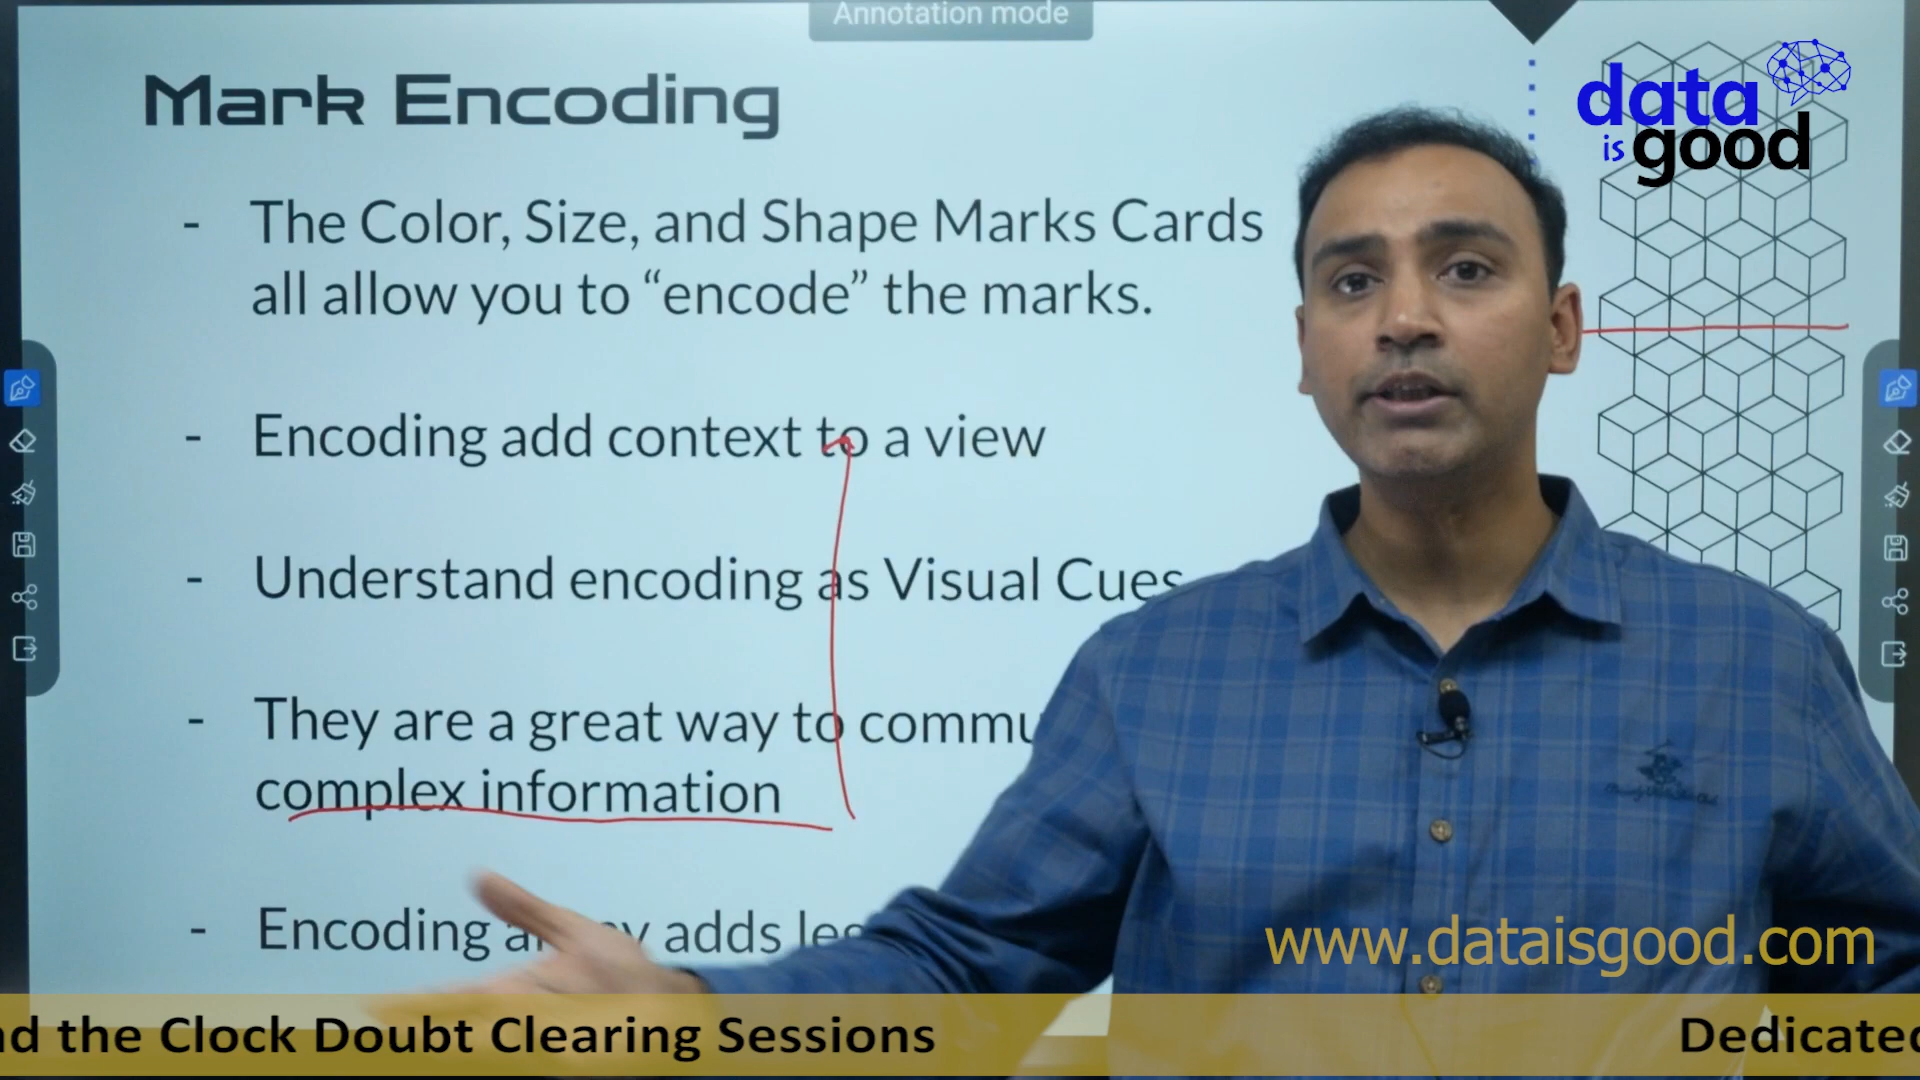 Annotation mode
Mark Encoding
data
is good
- The Color, Size, and Shape Marks Cards
all allow you to “encode” the marks.
- Encoding add context to a view
- Understand encoding as Visual Cues
- They are a great way to
complex information
- Encoding adds
www.dataisgood.com
the Clock Doubt Clearing Sessions
Dedicated